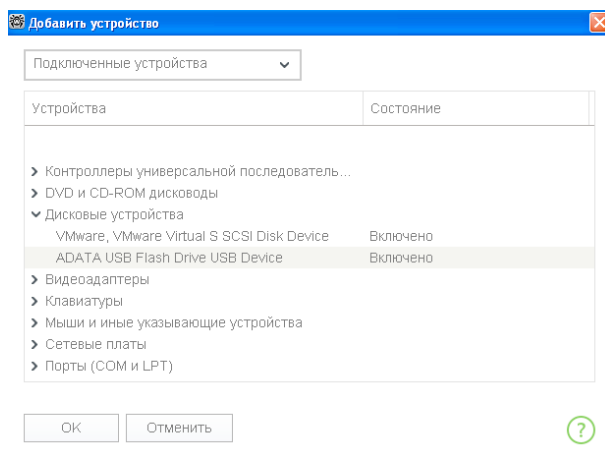 Добавить устройство
Подключенные устройства
Устройства Состояние
Контроллеры универсальной последователь...
DVD и CD-ROM дисководы
Дисковые устройства
VMware, VMware Virtual S SCSI Disk Device Включено
ADATA USB Flash Drive USB Device Включено
Видеоадаптеры
Клавиатуры
Мыши и иные указывающие устройства
Сетевые платы
Порты (COM и LPT)
OK Отменить ?